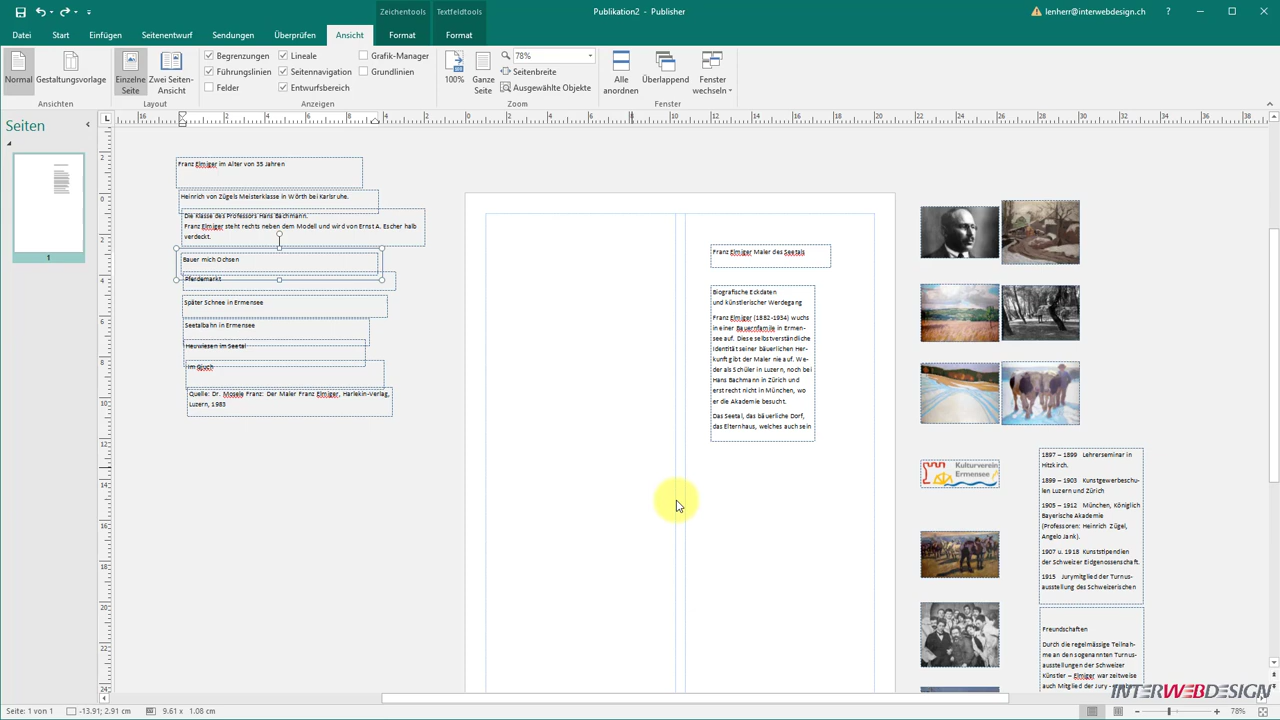 Zeichentools
Textfeldtools
Publikation2 - Publisher
lenherr@interwebdesign.ch
?
Datei
Start
Einfügen
Seitenentwurf
Sendungen
Überprüfen
Ansicht
Format
Format
Normal
Gestaltungsvorlage
Ansichten
Einzelne Seite
Zwei Seiten-Ansicht
Layout
Begrenzungen
Führungslinien
Felder
Lineale
Seitennavigation
Entwurfsbereich
Grafik-Manager
Grundlinien
Anzeigen
100%
Ganze Seite
78%
Seitenbreite
Ausgewählte Objekte
Zoom
Alle anordnen
Überlappend
Fenster wechseln
Fenster
Seiten
1
Franz Elmiger im Alter von 35 Jahren
Heinrich von Zügels Meisterklasse in Wörth bei Karlsruhe.
Die Klasse des Professors Hans Bachmann.
Franz Elmiger steht rechts neben dem Modell und wird von Ernst A. Escher halb
verdeckt.
Bauer mich Ochsen
Pferdemarkt
Später Schnee in Ermensee
Seetalbahn in Ermensee
Heuwiesen im Seetal
Quelle: Dr. Mosele Franz: Der Maler Franz Elmiger, Harlekin-Verlag,
Luzern, 1983
Franz Elmiger Maler des Seetals
Biografische Eckdaten
und künstlerischer Werdegang
Franz Elmiger (1882-1934) wuchs
in einer Bauernfamile in Ermen-
see auf. Diese selbstverständliche
Identität seiner bäuerlichen Her-
kunft gibt der Maler nie auf. We-
der als Schüler in Luzern, noch bei
Hans Bachmann in Zürich und
erst recht nicht in München, wo
er die Akademie besucht.
Das Seetal, das bäuerliche Dorf,
das Elternhaus, welches auch sein
Kulturverein
Ermensee
1897 – 1899 Lehrerseminar in
Hitzkirch.
1899 – 1903 Kunstgewerbeschu-
len Luzern und Zürich
1905 – 1912 München, Königlich
Bayerische Akademie
(Professoren: Heinrich Zügel,
Angelo Jank).
1907 u. 1918 Kunststipendien
der Schweizer Eidgenossenschaft.
1915 Jurymitglied der Turnus-
ausstellung des Schweizerischen
Freundschaften
Durch die regelmässige Teilnah-
me an den sogenannten Turnus-
ausstellungen der Schweizer
Künstler – Elmiger war zeitweise
auch Mitglied der Jury -
INTERWEBDESIGN
Seite: 1 von 1
-13.91; 2.91 cm
9.61 x 1.08 cm
78%